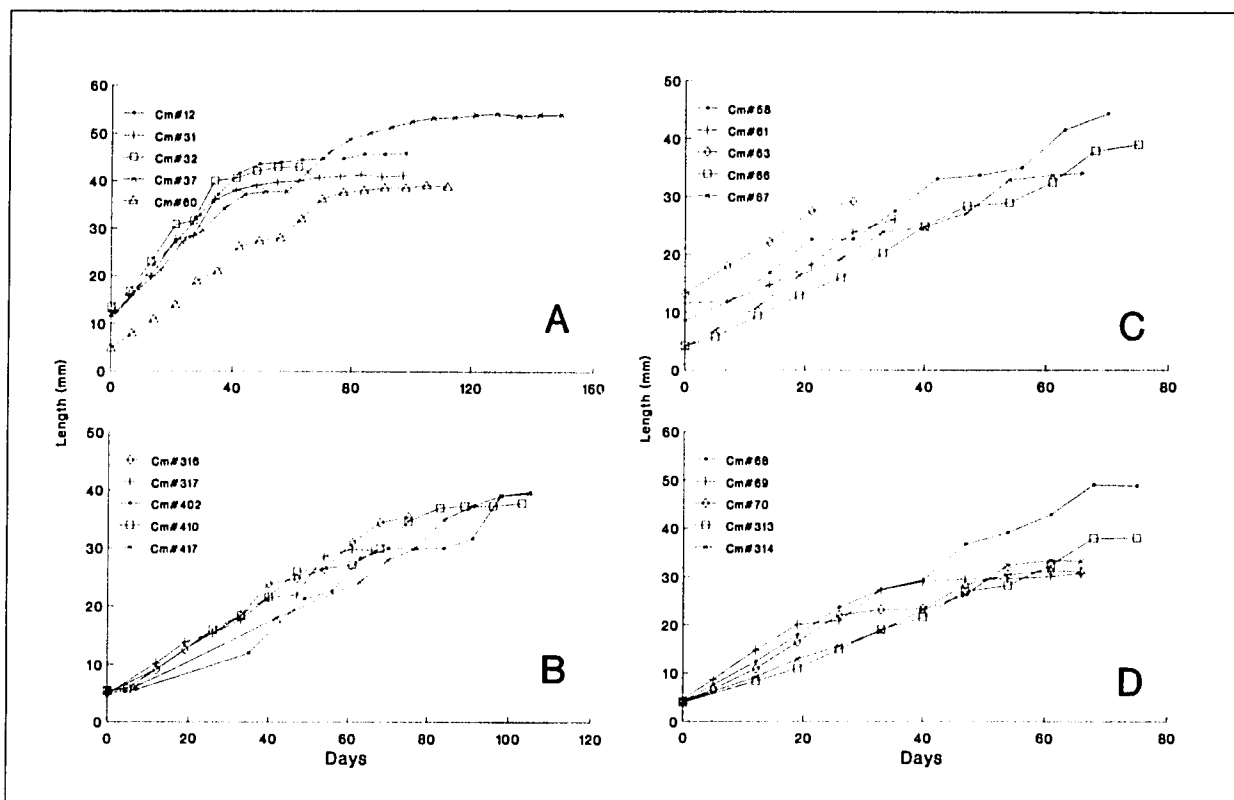 60
50
40
30
20
10
0
Cm#12
Cm#31
Cm#32
Cm#37
Cm#60
A
0
40
80
120
160
Length (mm)
50
40
30
20
10
0
Cm#58
Cm#61
Cm#63
Cm#66
Cm#67
C
0
20
40
60
80
Length (mm)
50
40
30
20
10
0
Cm#316
Cm#317
Cm#402
Cm#410
Cm#417
B
0
20
40
60
80
100
120
Days
60
50
40
30
20
10
0
Cm#68
Cm#69
Cm#70
Cm#313
Cm#314
D
0
20
40
60
80
Days